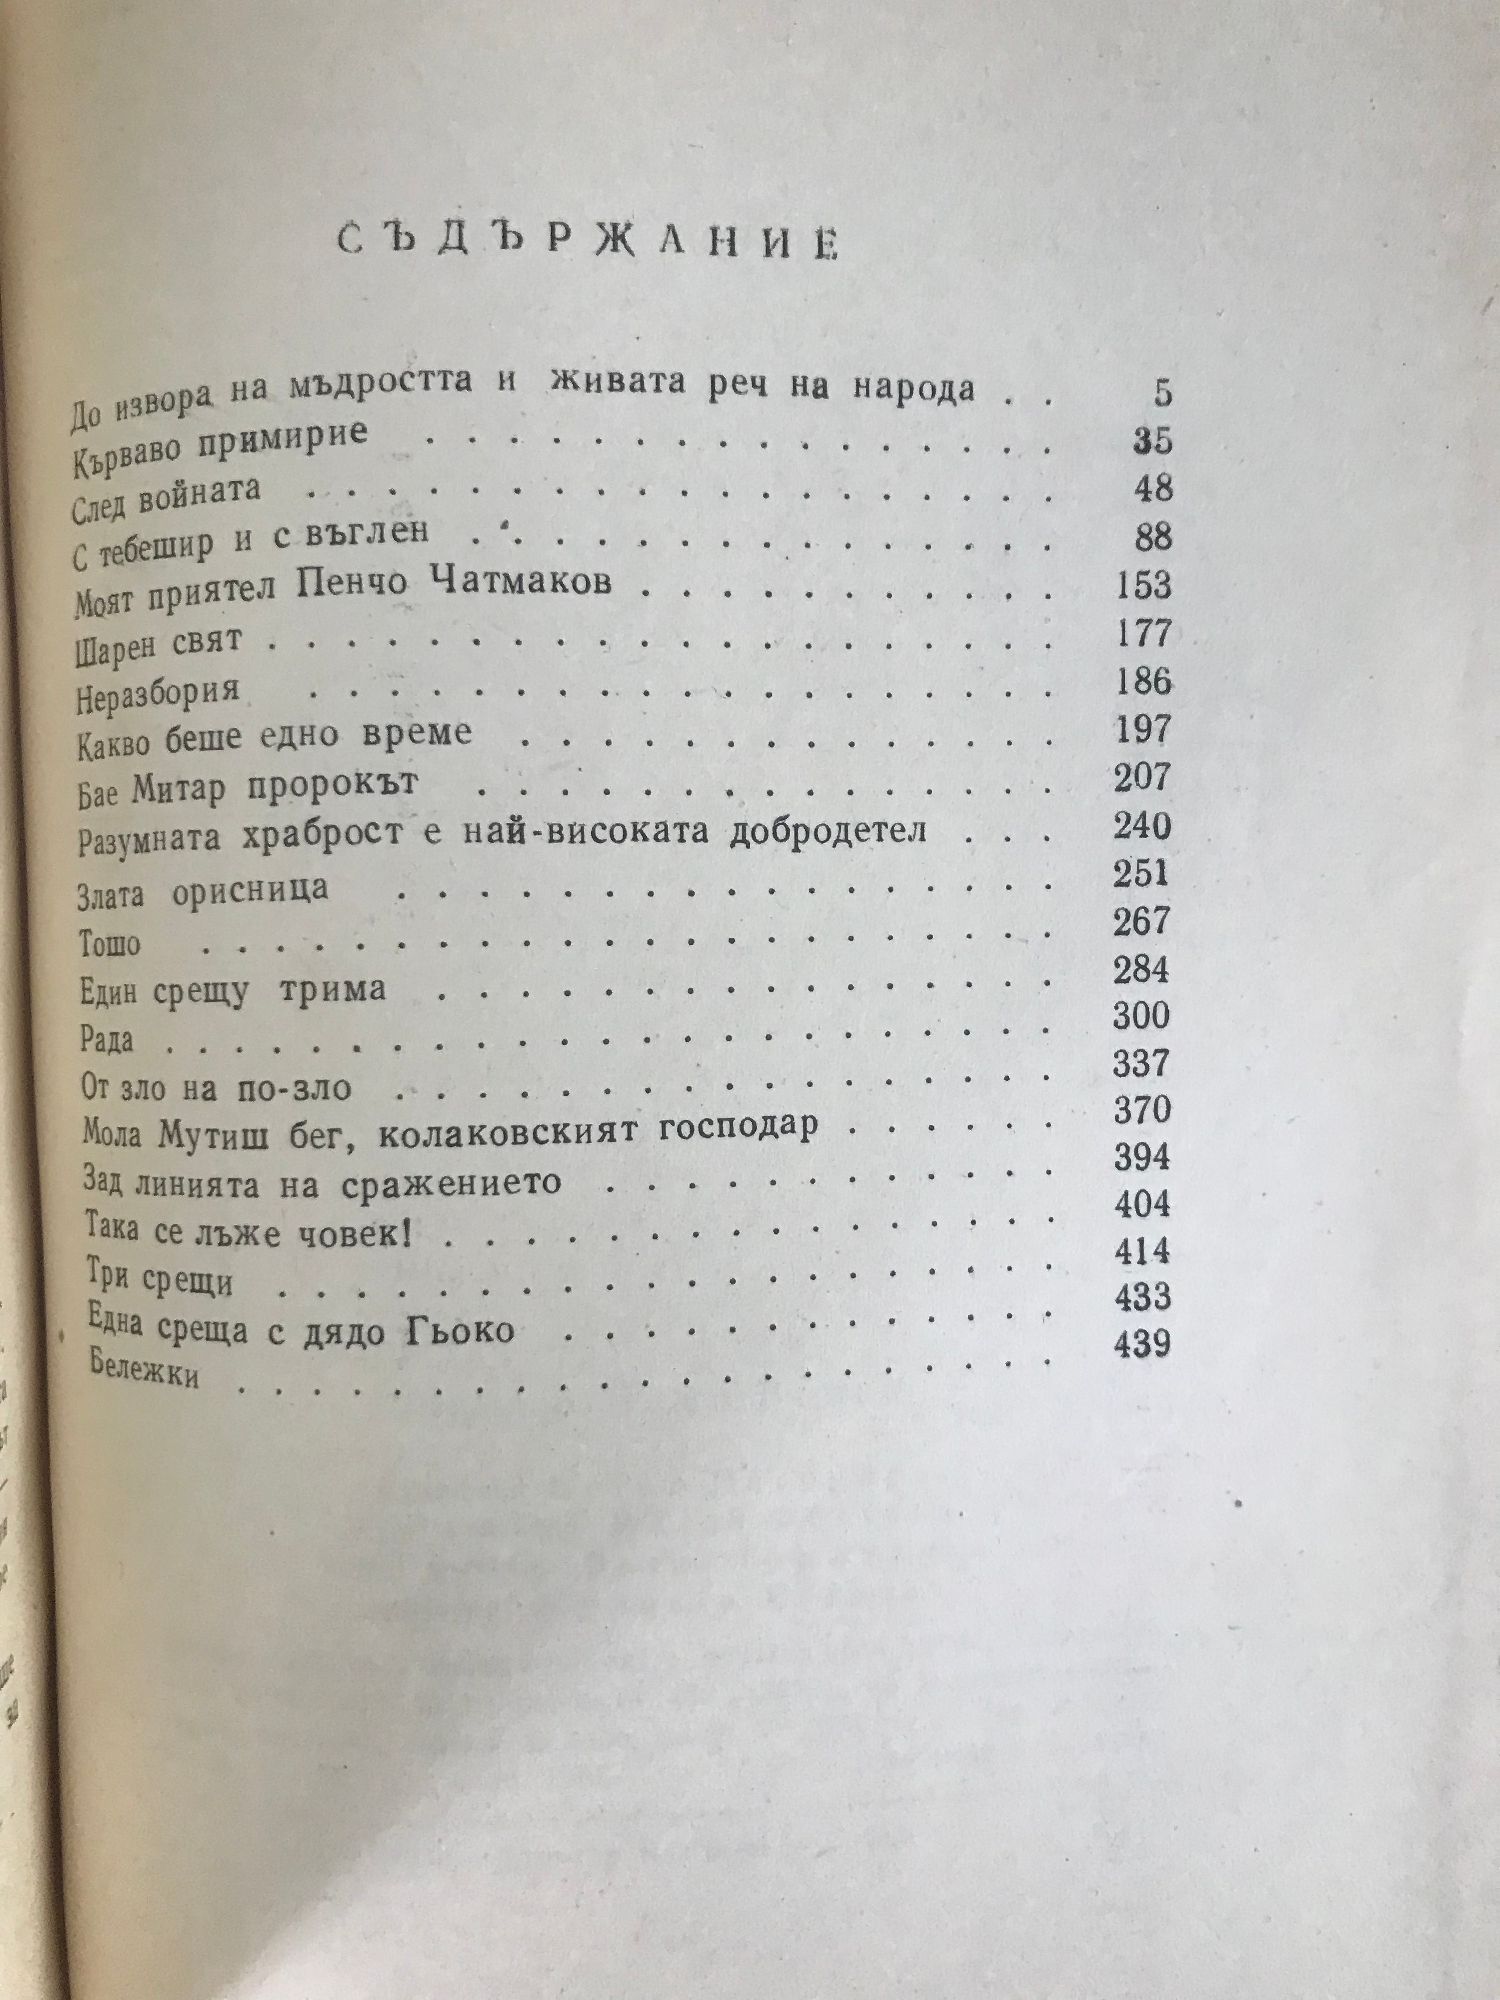 СЪДЪРЖАНИЕ
До извора на мъдростта и живата реч на народа . . 5
Кърваво примирие . . . . . . . . . . . . . . . . 35
След войната . . . . . . . . . . . . . . . . . . . 48
С тебешир и с въглен . . . . . . . . . . . . . . . 88
Моят приятел Пенчо Чатмаков . . . . . . . . . . . 153
Шарен свят . . . . . . . . . . . . . . . . . . . . 177
Неразбория . . . . . . . . . . . . . . . . . . . 186
Какво беше едно време . . . . . . . . . . . . . . 197
Бае Митар пророкът . . . . . . . . . . . . . . . 207
Разумната храброст е най-високата добродетел . . . 240
Злата орисница . . . . . . . . . . . . . . . . . 251
Тошо . . . . . . . . . . . . . . . . . . . . . 267
Един срещу трима . . . . . . . . . . . . . . . . 284
Рада . . . . . . . . . . . . . . . . . . . . . . 300
От зло на по-зло . . . . . . . . . . . . . . . . . 337
Мола Мутиш бег, колаковският господар . . . . . . 370
Зад линията на сражението . . . . . . . . . . . . 394
Така се лъже човек! . . . . . . . . . . . . . . . 404
Три срещи . . . . . . . . . . . . . . . . . . . . 414
Една среща с дядо Гьоко . . . . . . . . . . . . . 433
Бележки . . . . . . . . . . . . . . . . . . . . . 439